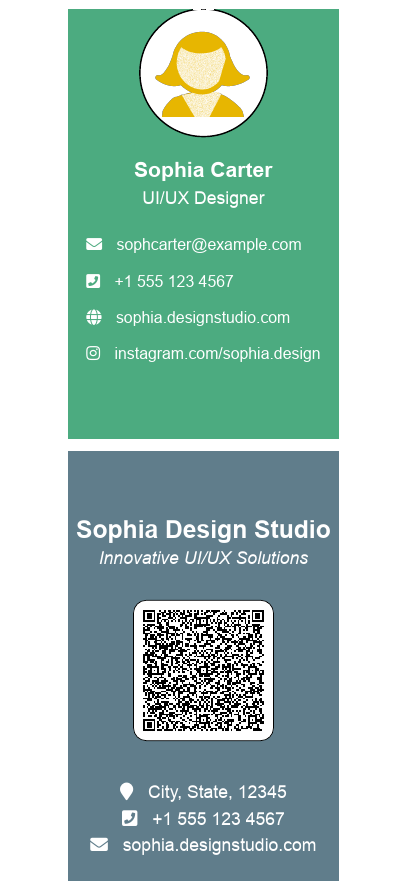 Sophia Carter
UI/UX Designer
sophcarter@example.com
+1 555 123 4567
sophia.designstudio.com
instagram.com/sophia.design
Sophia Design Studio
Innovative UI/UX Solutions
City, State, 12345
+1 555 123 4567
sophia.designstudio.com